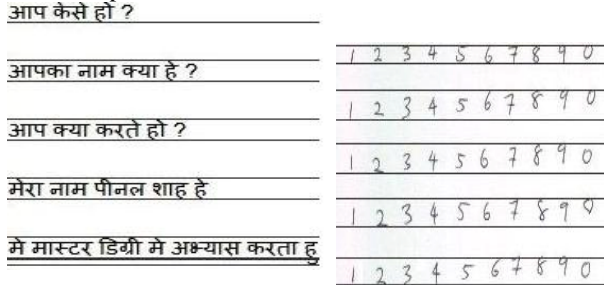 आप केसे हो ?
आपका नाम क्या हे ?
आप क्या करते हो ?
मेरा नाम पीनल शाह हे
मे मास्टर डिग्री मे अभ्यास करता हु
1 2 3 4 5 6 7 8 9 0
1 2 3 4 5 6 7 8 9 0
1 2 3 4 5 6 7 8 9 0
1 2 3 4 5 6 7 8 9 0
1 2 3 4 5 6 7 8 9 0